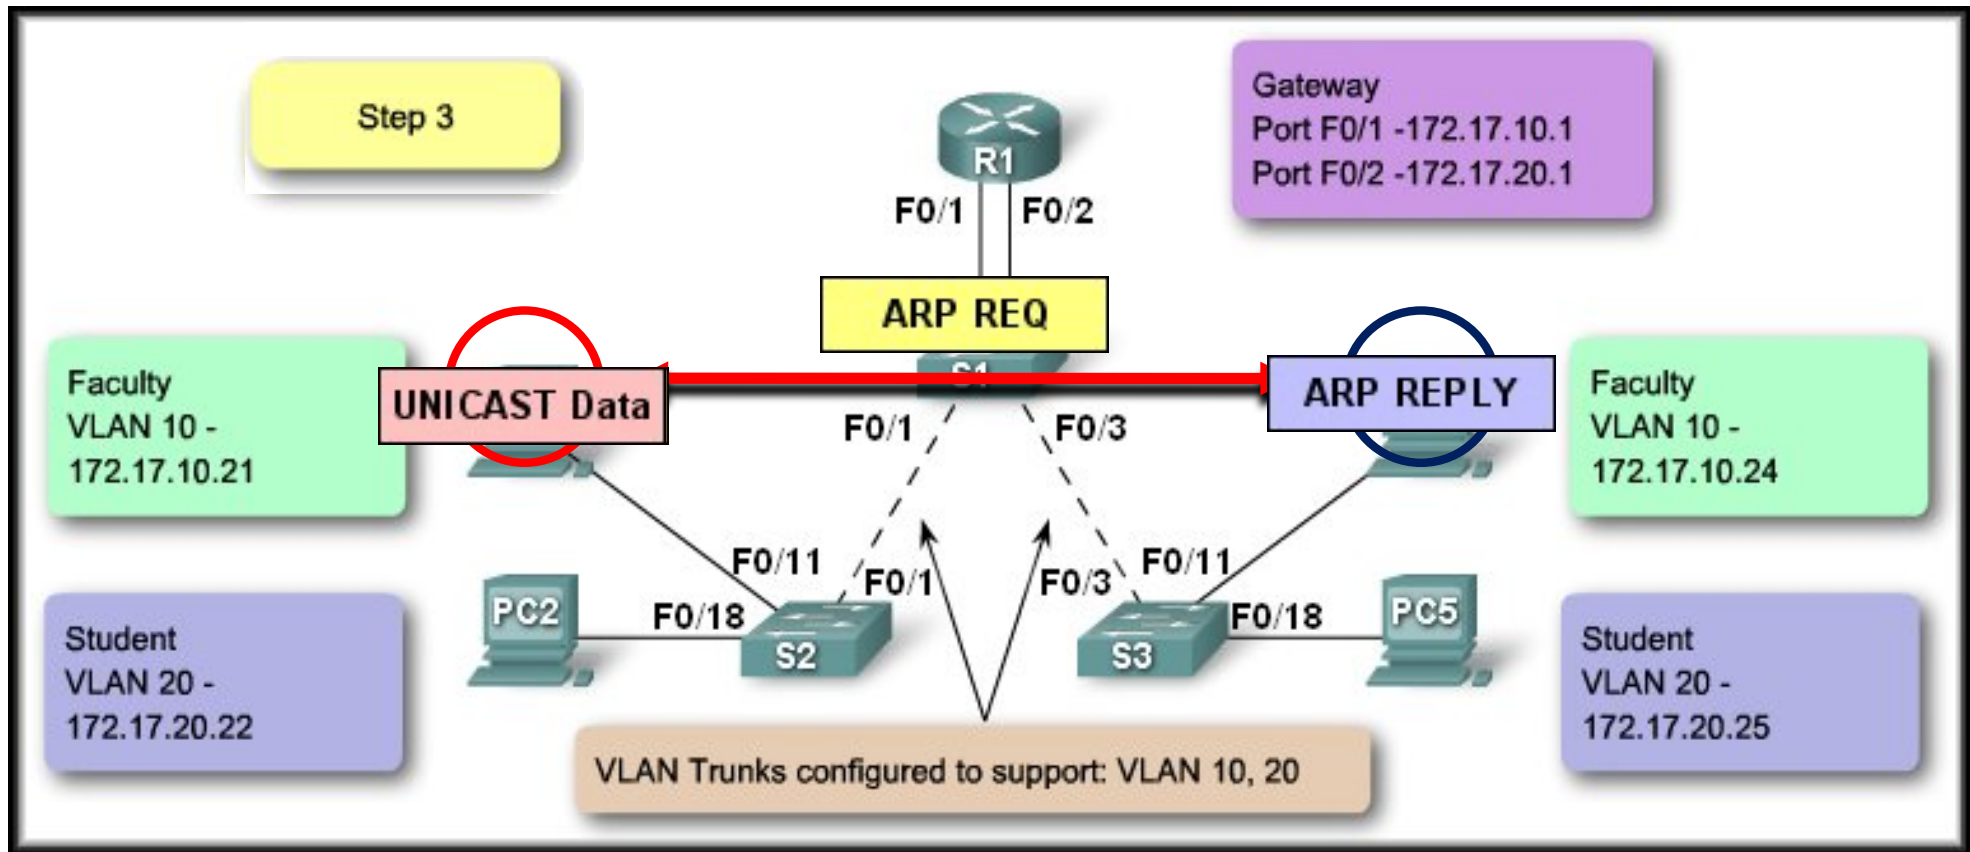 Step 3
Gateway
Port F0/1 -172.17.10.1
Port F0/2 -172.17.20.1
R1
F0/1
F0/2
ARP REQ
Faculty
VLAN 10 -
172.17.10.21
UNICAST Data
S1
ARP REPLY
Faculty
VLAN 10 -
172.17.10.24
F0/1
F0/3
F0/11
F0/1
F0/3
F0/11
Student
VLAN 20 -
172.17.20.22
PC2
F0/18
S2
S3
F0/18
PC5
Student
VLAN 20 -
172.17.20.25
VLAN Trunks configured to support: VLAN 10, 20